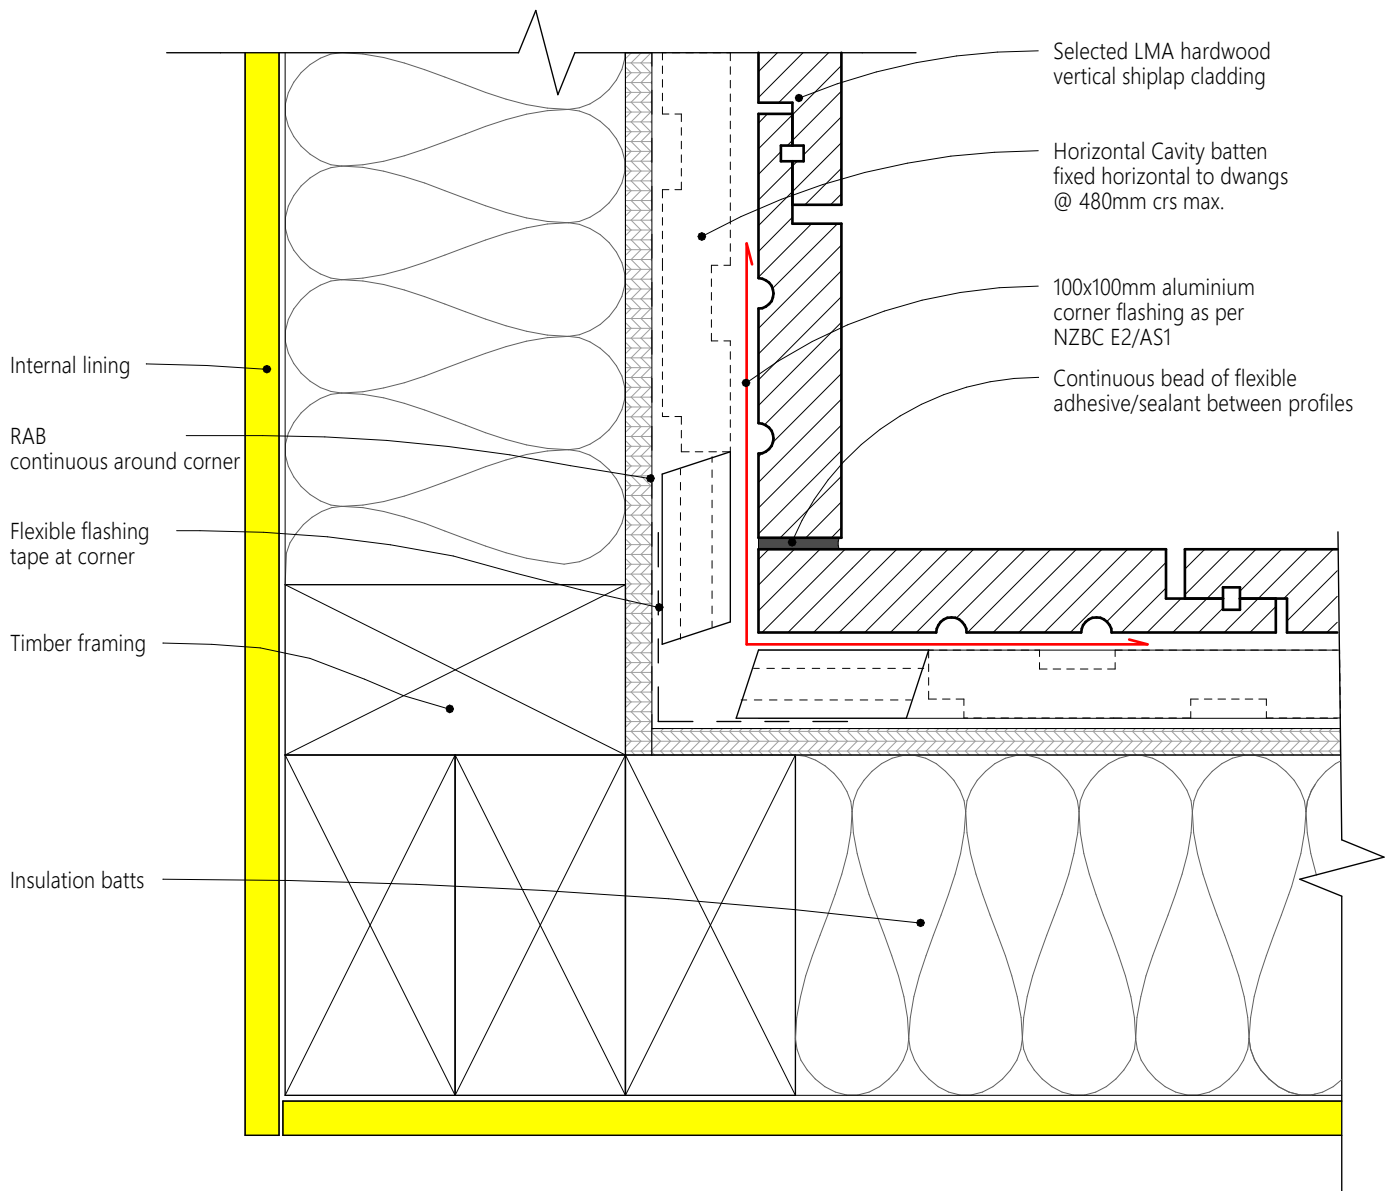 Selected LMA hardwood
vertical shiplap cladding
Horizontal Cavity batten
fixed horizontal to dwangs
@ 480mm crs max.
100x100mm aluminium
corner flashing as per
NZBC E2/AS1
Continuous bead of flexible
adhesive/sealant between profiles
Internal lining
RAB
continuous around corner
Flexible flashing
tape at corner
Timber framing
Insulation batts